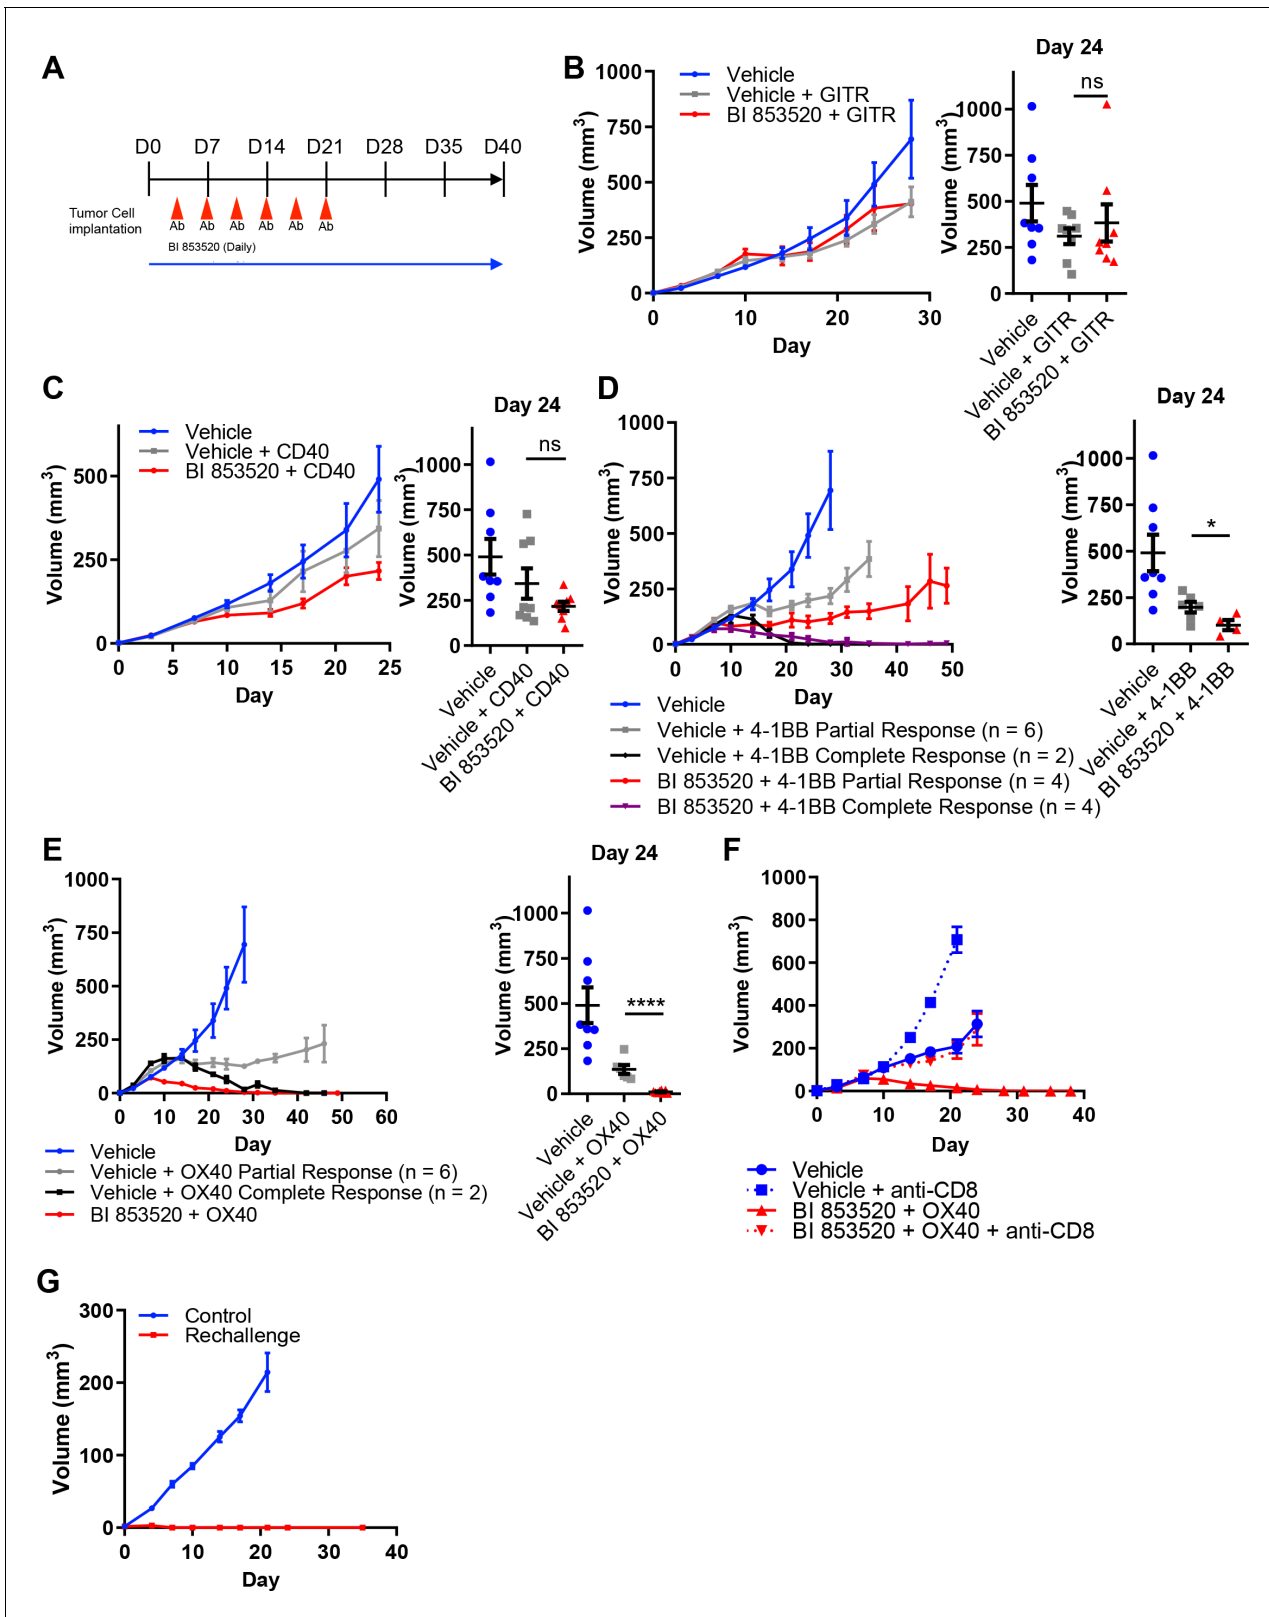 A
D0 D7 D14 D21 D28 D35 D40
Tumor Cell
implantation
Ab Ab Ab Ab Ab Ab
BI 853520 (Daily)
B
Vehicle
Vehicle + GITR
BI 853520 + GITR
Volume (mm3)
1000
750
500
250
0
0 10 20 30
Day
Day 24
ns
Volume (mm3)
1000
750
500
250
0
Vehicle
Vehicle + GITR
BI 853520 + GITR
C
Vehicle
Vehicle + CD40
BI 853520 + CD40
Volume (mm3)
500
250
0
0 5 10 15 20 25
Day
Day 24
ns
Volume (mm3)
1000
750
500
250
0
Vehicle
Vehicle + CD40
BI 853520 + CD40
D
Volume (mm3)
1000
750
500
250
0
0 10 20 30 40 50
Day
Vehicle
Vehicle + 4-1BB Partial Response (n = 6)
Vehicle + 4-1BB Complete Response (n = 2)
BI 853520 + 4-1BB Partial Response (n = 4)
BI 853520 + 4-1BB Complete Response (n = 4)
Day 24
*
Volume (mm3)
1000
750
500
250
0
Vehicle
Vehicle + 4-1BB
BI 853520 + 4-1BB
E
Volume (mm3)
1000
750
500
250
0
0 10 20 30 40 50 60
Day
Vehicle
Vehicle + OX40 Partial Response (n = 6)
Vehicle + OX40 Complete Response (n = 2)
BI 853520 + OX40
Day 24
****
Volume (mm3)
1000
750
500
250
0
Vehicle
Vehicle + OX40
BI 853520 + OX40
F
Volume (mm3)
1000
800
600
400
200
0
0 10 20 30 40
Day
Vehicle
Vehicle + anti-CD8
BI 853520 + OX40
BI 853520 + OX40 + anti-CD8
G
Control
Rechallenge
Volume (mm3)
300
200
100
0
0 10 20 30 40
Day